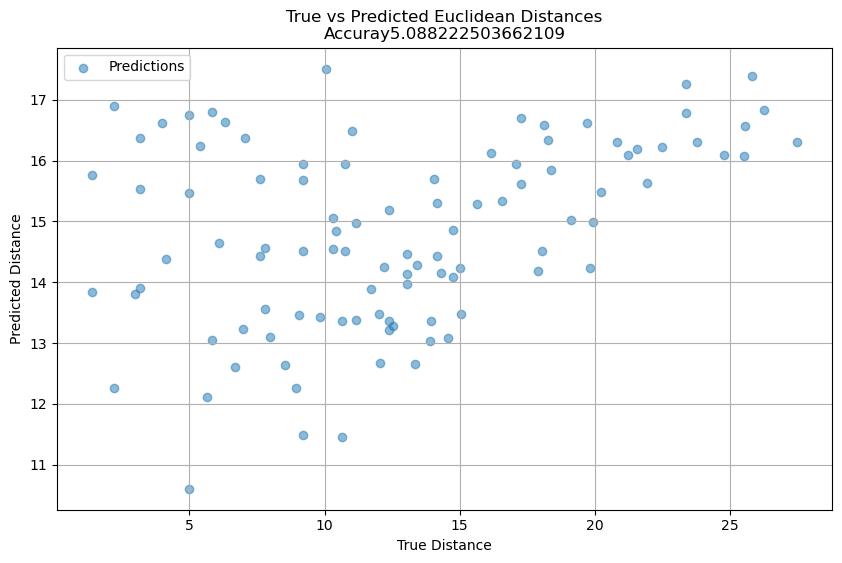 True vs Predicted Euclidean Distances
Accuray5.088222503662109
Predictions
17
16
15
14
13
12
11
Predicted Distance
5 10 15 20 25
True Distance